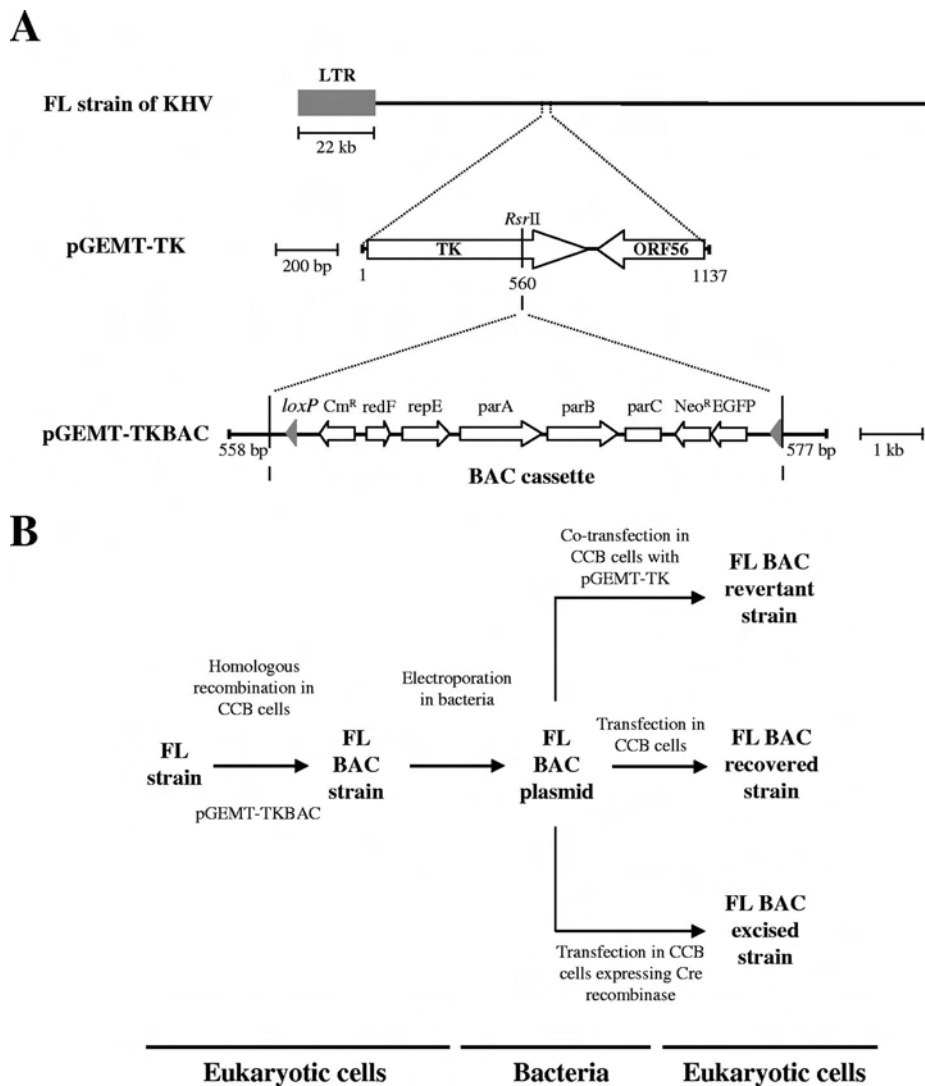 A
LTR
FL strain of KHV
22 kb
RsrII
pGEMT-TK
TK
ORF56
200 bp
1
560
1137
loxP Cm^R redF repE parA parB parC Neo^R EGFP
pGEMT-TKBAC
558 bp
577 bp
1 kb
BAC cassette
B
Co-transfection in
CCB cells with
pGEMT-TK
FL BAC
revertant
strain
Homologous
recombination in
CCB cells
Electroporation
in bacteria
Transfection in
CCB cells
FL
strain
FL
BAC
strain
FL
BAC
plasmid
FL BAC
recovered
strain
pGEMT-TKBAC
FL BAC
excised
strain
Transfection in CCB
cells expressing Cre
recombinase
Eukaryotic cells
Bacteria
Eukaryotic cells